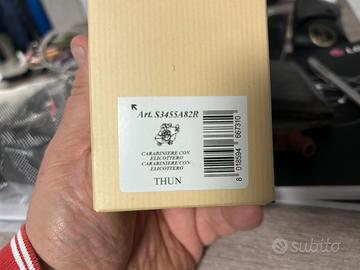 Art. S3455A82R
CARABINIERE CON
ELICOTTERO
CARABINIERE CON
ELICOTTERO
THUN
8 018594 667310
subito